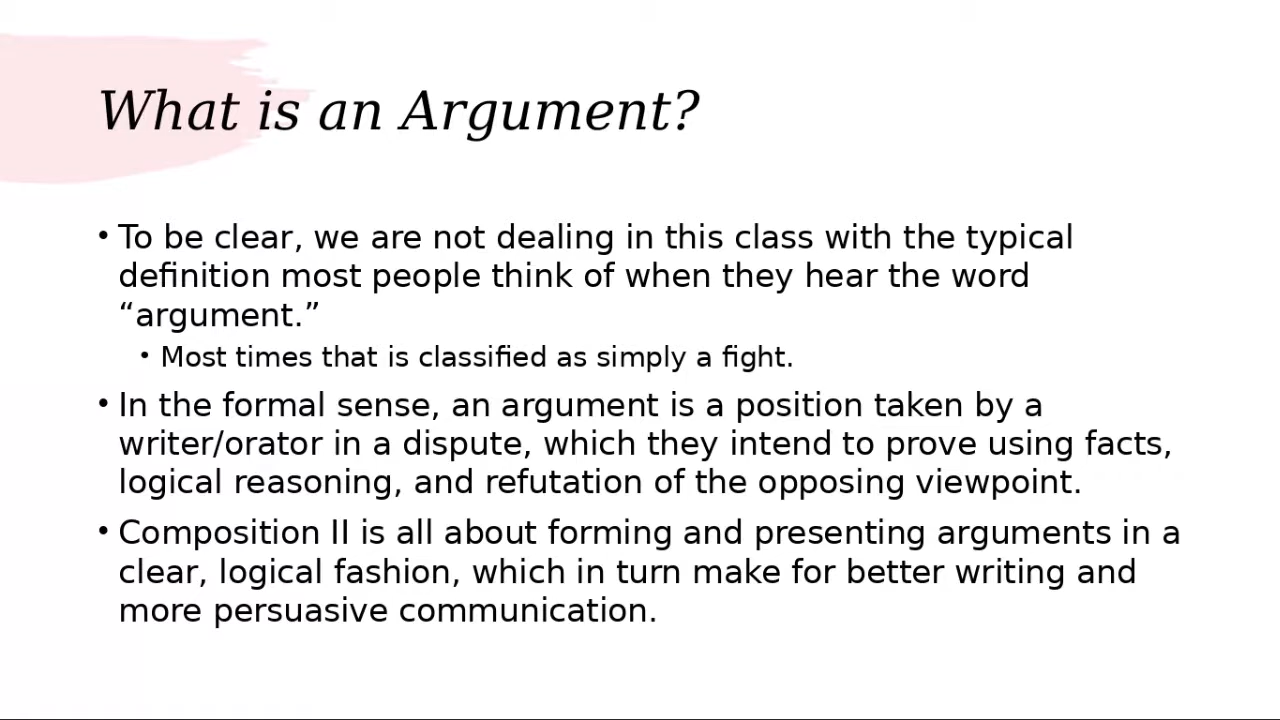 What is an Argument?
• To be clear, we are not dealing in this class with the typical
definition most people think of when they hear the word
“argument.”
• Most times that is classified as simply a fight.
• In the formal sense, an argument is a position taken by a
writer/orator in a dispute, which they intend to prove using facts,
logical reasoning, and refutation of the opposing viewpoint.
• Composition II is all about forming and presenting arguments in a
clear, logical fashion, which in turn make for better writing and
more persuasive communication.